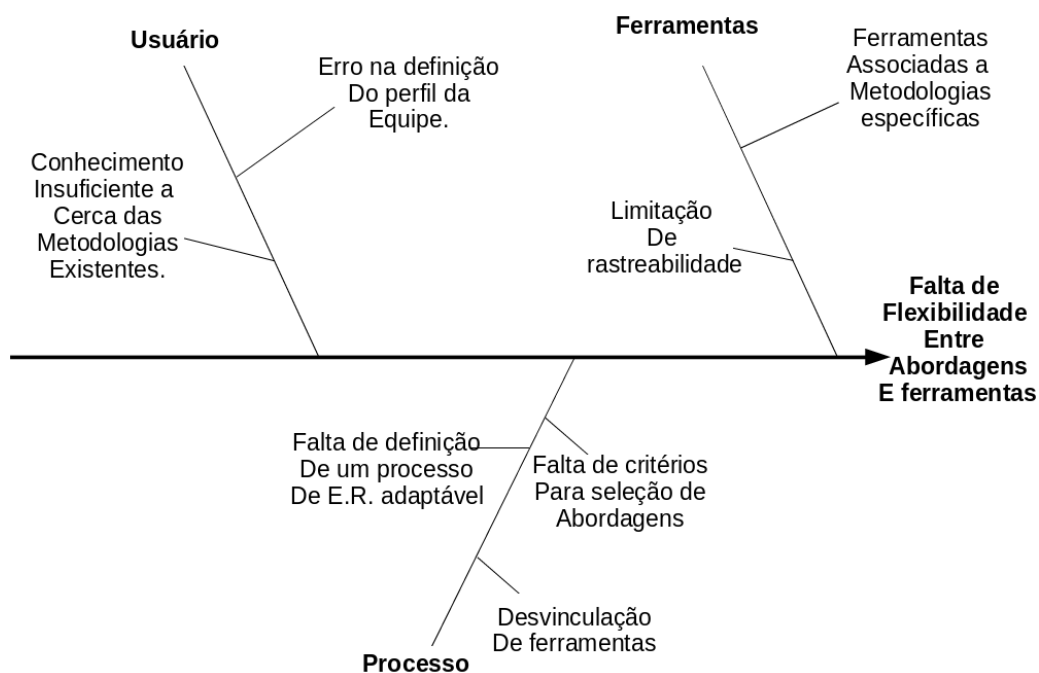 Usuário
Erro na definição
Do perfil da
Equipe.
Conhecimento
Insuficiente a
Cerca das
Metodologias
Existentes.
Ferramentas
Ferramentas
Associadas a
Metodologias
específicas
Limitação
De
rastreabilidade
Falta de
Flexibilidade
Entre
Abordagens
E ferramentas
Falta de definição
De um processo
De E.R. adaptável
Falta de critérios
Para seleção de
Abordagens
Desvinculação
De ferramentas
Processo